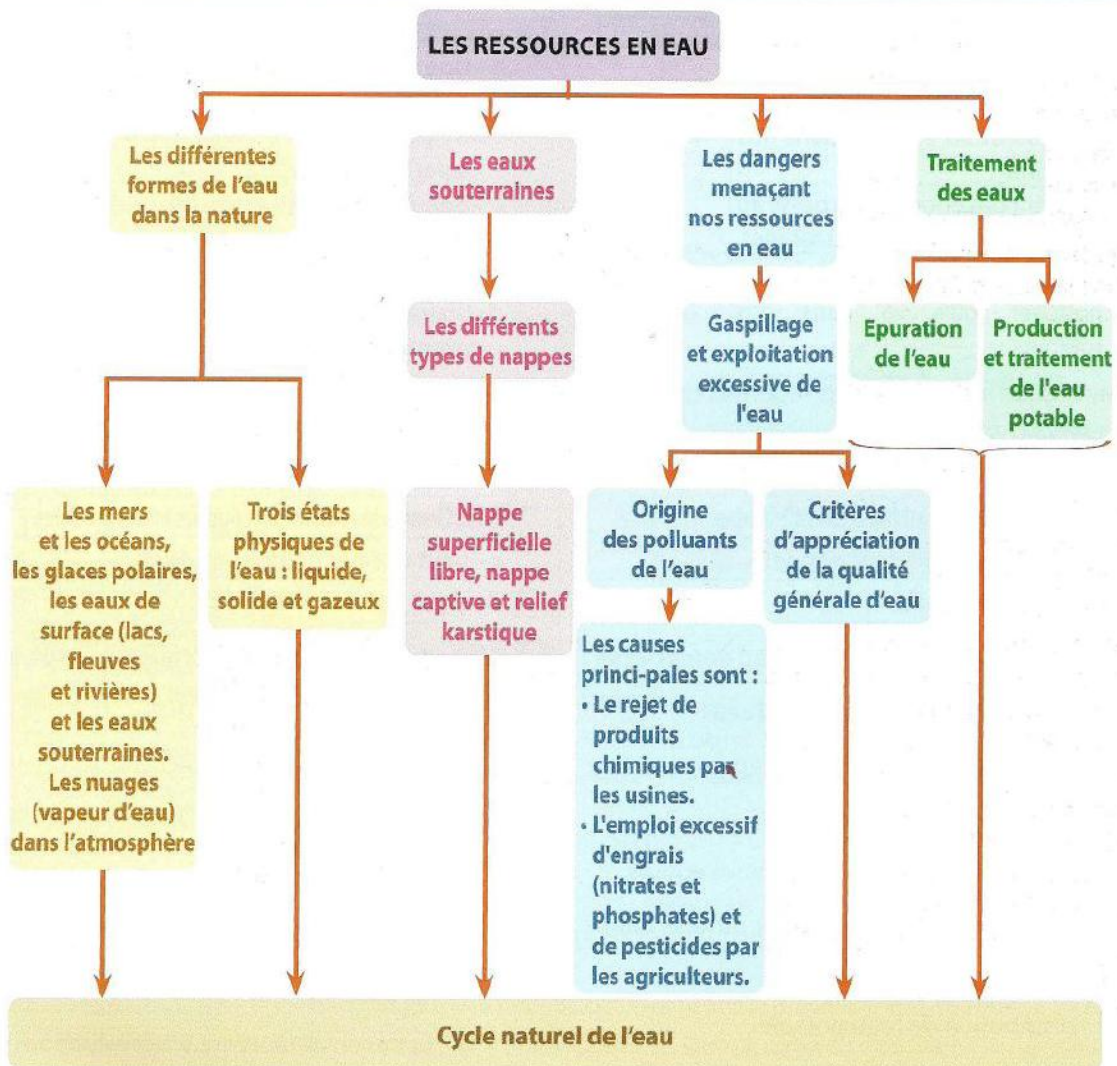 LES RESSOURCES EN EAU
Les différentes
formes de l'eau
dans la nature
Les eaux
souterraines
Les dangers
menaçant
nos ressources
en eau
Traitement
des eaux
Les différents
types de nappes
Gaspillage
et exploitation
excessive de
l'eau
Epuration
de l'eau
Production
et traitement
de l'eau
potable
Les mers
et les océans,
les glaces polaires,
les eaux de
surface (lacs,
fleuves
et rivières)
et les eaux
souterraines.
Les nuages
(vapeur d'eau)
dans l'atmosphère
Trois états
physiques de
l'eau : liquide,
solide et gazeux
Nappe
superficielle
libre, nappe
captive et relief
karstique
Origine
des polluants
de l'eau
Critères
d'appréciation
de la qualité
générale d'eau
Les causes
princi-pales sont :
• Le rejet de
produits
chimiques par
les usines.
• L'emploi excessif
d'engrais
(nitrates et
phosphates) et
de pesticides par
les agriculteurs.
Cycle naturel de l'eau